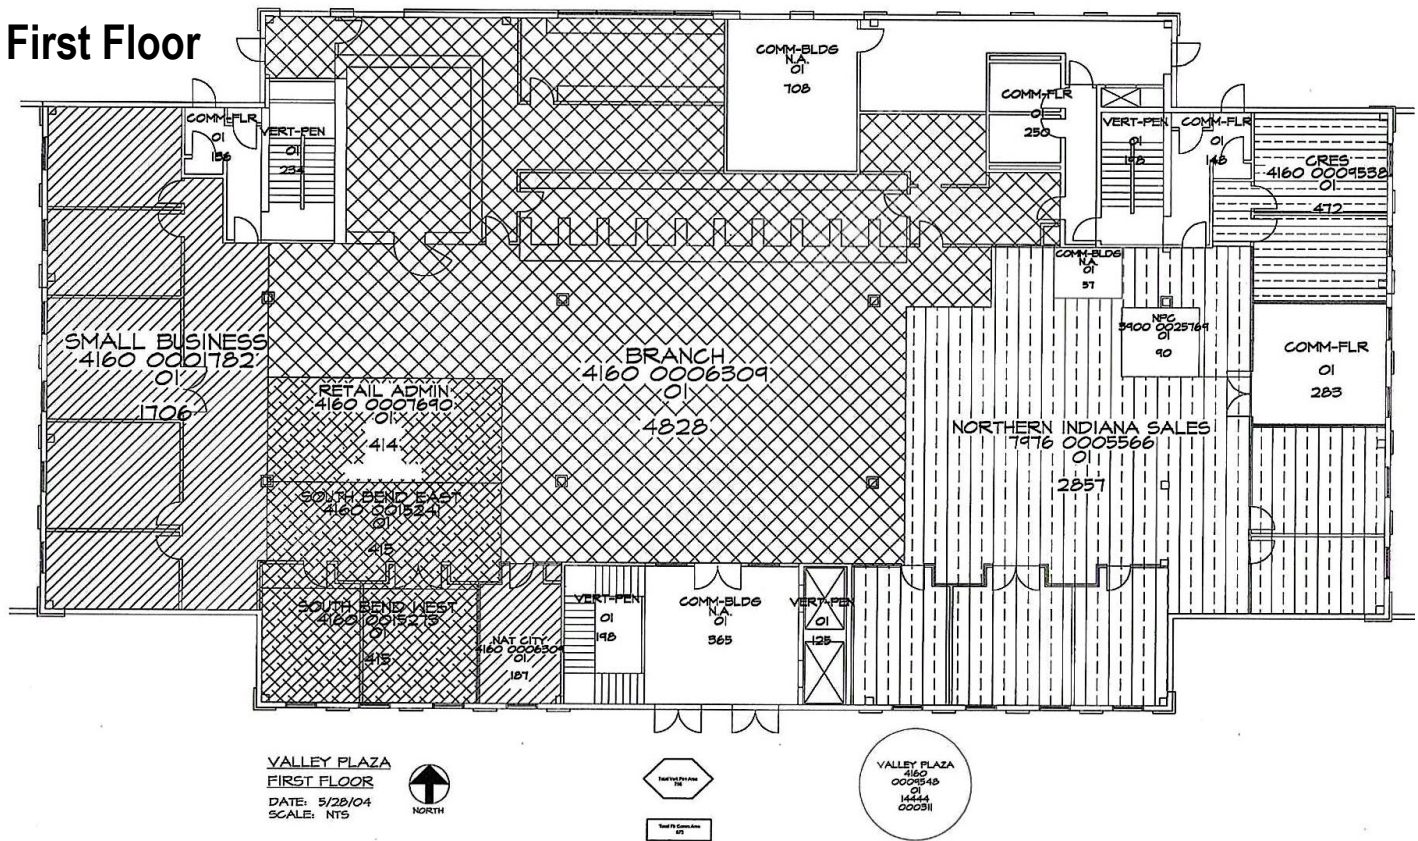 First Floor
COMM-BLDG
N.A.
01
708
COMM-FLR
01
250
COMM-FLR
01
VERT-PEN
01
234
VERT-PEN
01
198
COMM-FLR
01
148
CRES
4160 0009538
01
472
COMM-BLDG
N.A.
01
57
NPC
3900 0025769
01
90
COMM-FLR
01
283
SMALL BUSINESS
4160 0001782
01
1706
BRANCH
4160 0006309
01
4828
RETAIL ADMIN
4160 0007690
01
414
NORTHERN INDIANA SALES
7976 0005566
01
2857
SOUTH BEND EAST
4160 0015241
01
415
SOUTH BEND WEST
4160 0015273
01
415
NAT CITY
4160 0006309
01
187
VERT-PEN
01
198
COMM-BLDG
N.A.
01
365
VERT-PEN
01
125
VALLEY PLAZA
FIRST FLOOR
DATE: 5/28/04
SCALE: NTS
NORTH
VALLEY PLAZA
4160
0009548
01
14444
000311